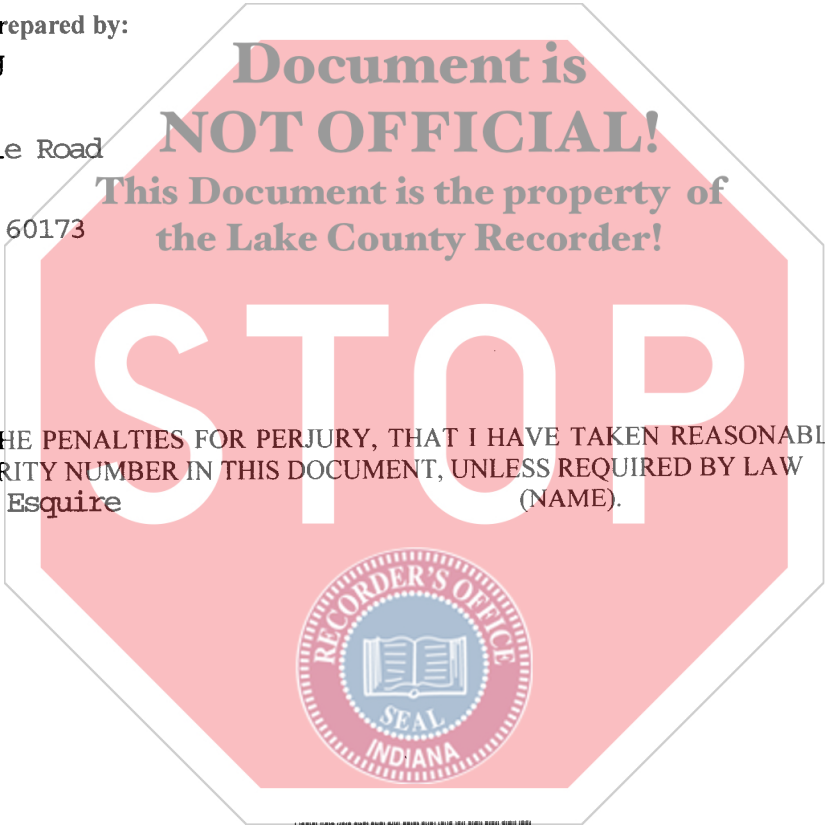 repared by:
Document is
NOT OFFICIAL!
e Road
This Document is the property of
60173
the Lake County Recorder!
STOP
HE PENALTIES FOR PERJURY, THAT I HAVE TAKEN REASONABL
RITY NUMBER IN THIS DOCUMENT, UNLESS REQUIRED BY LAW
Esquire (NAME).
RECORDER'S OFFICE
SEAL
INDIANA